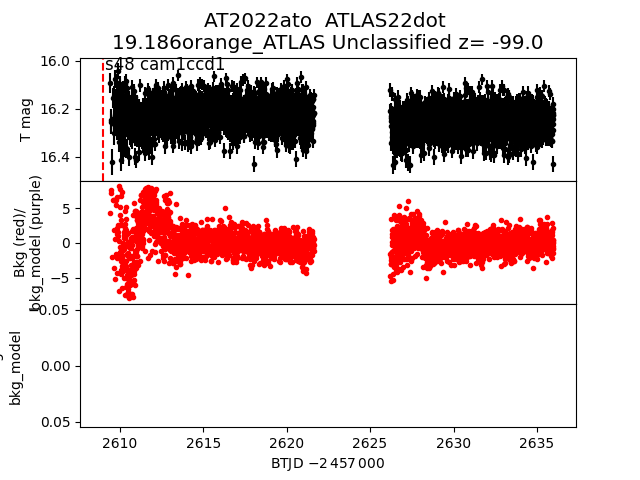 AT2022ato  ATLAS22dot
19.186orange_ATLAS Unclassified z= -99.0
s48 cam1ccd1
16.0
16.2
16.4
T mag
5
0
−5
Bkg (red)/
bkg_model (purple)
0.05
0.00
0.05
bkg_model
2610
2615
2620
2625
2630
2635
BTJD −2 457 000